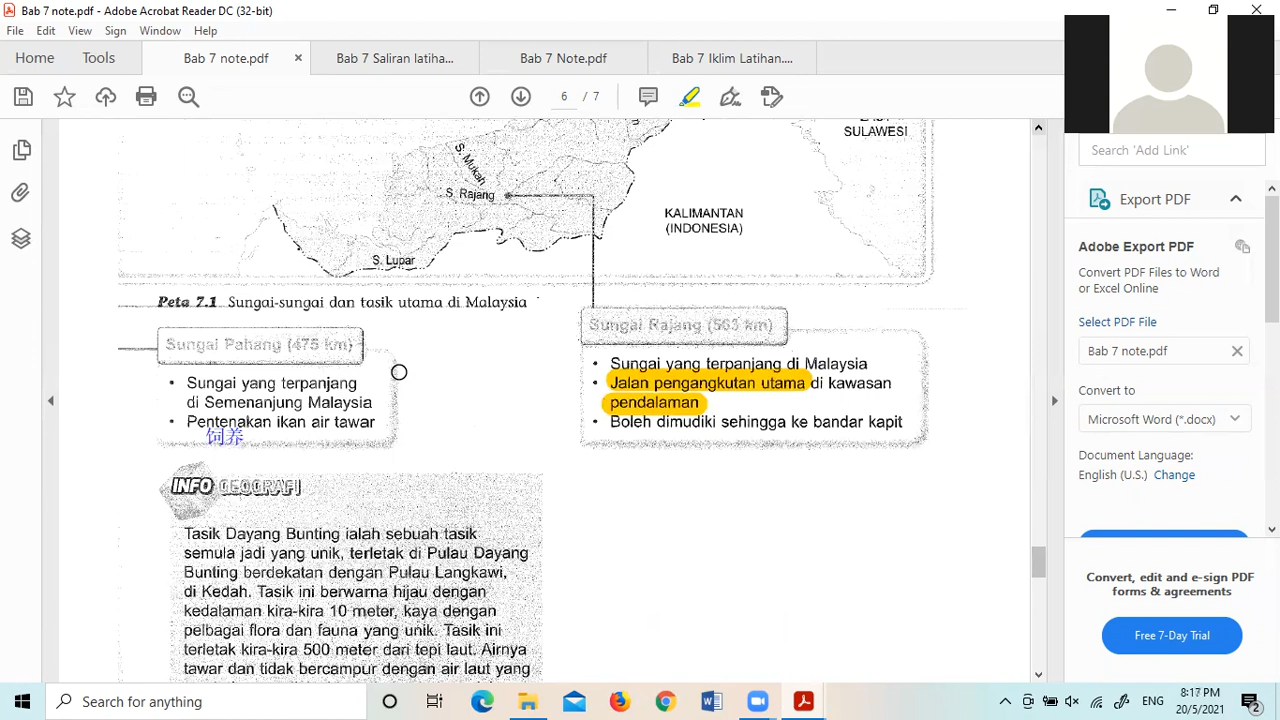 Bab 7 note.pdf - Adobe Acrobat Reader DC (32-bit)
File Edit View Sign Window Help
Home Tools Bab 7 note.pdf Bab 7 Saliran latiha... Bab 7 Note.pdf Bab 7 Iklim Latihan....
6 / 7
SULAWESI
S. Mukah
S. Rajang
KALIMANTAN
(INDONESIA)
S. Lupar
Peta 7.1 Sungai-sungai dan tasik utama di Malaysia
Sungai Pahang (475 km)
• Sungai yang terpanjang
di Semenanjung Malaysia
• Pentenakan ikan air tawar
饲养
Sungai Rajang (563 km)
• Sungai yang terpanjang di Malaysia
• Jalan pengangkutan utama di kawasan
pendalaman
• Boleh dimudiki sehingga ke bandar kapit
INFO GEOGRAFI
Tasik Dayang Bunting ialah sebuah tasik
semula jadi yang unik, terletak di Pulau Dayang
Bunting berdekatan dengan Pulau Langkawi,
di Kedah. Tasik ini berwarna hijau dengan
kedalaman kira-kira 10 meter, kaya dengan
pelbagai flora dan fauna yang unik. Tasik ini
terletak kira-kira 500 meter dari tepi laut. Airnya
tawar dan tidak bercampur dengan air laut yang
Search 'Add Link'
Export PDF
Adobe Export PDF
Convert PDF Files to Word
or Excel Online
Select PDF File
Bab 7 note.pdf
Convert to
Microsoft Word (*.docx)
Document Language:
English (U.S.) Change
Convert, edit and e-sign PDF
forms & agreements
Free 7-Day Trial
Search for anything
ENG
8:17 PM
20/5/2021
2